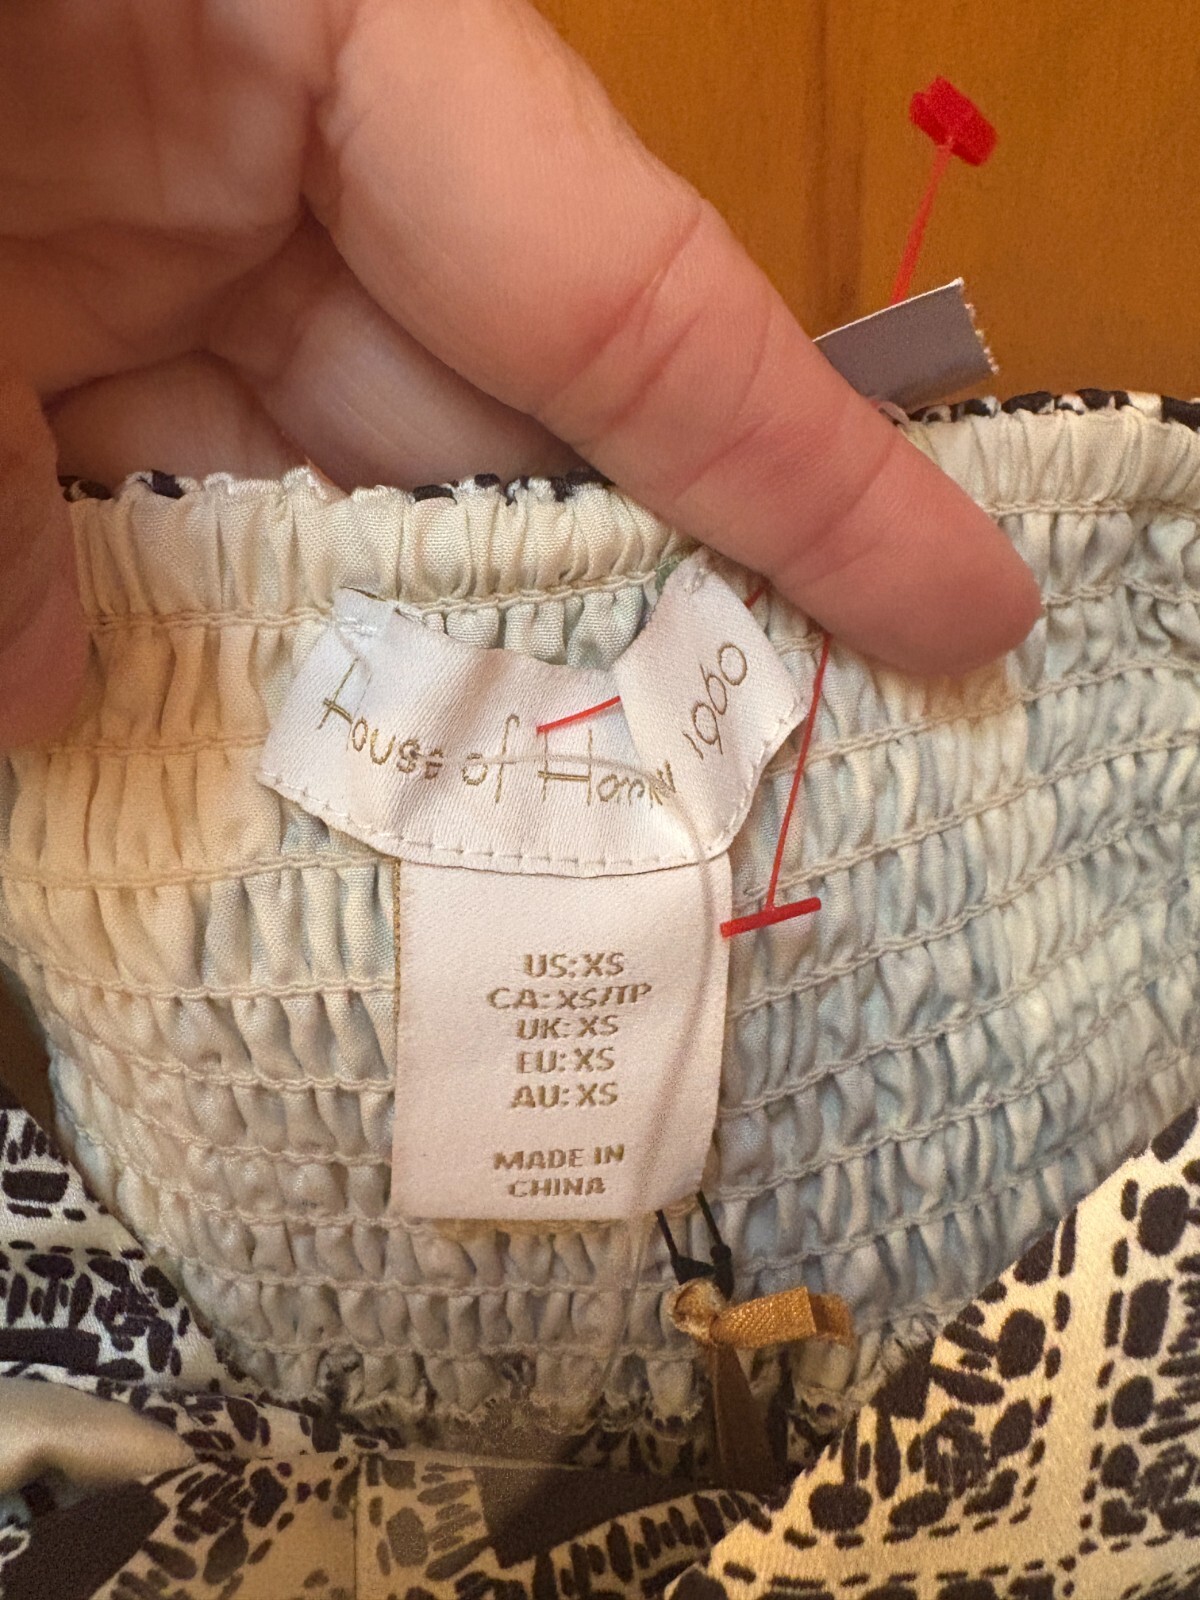 House of Harlow 1960
US: XS
CA: XS/TP
UK: XS
EU: XS
AU: XS
MADE IN
CHINA